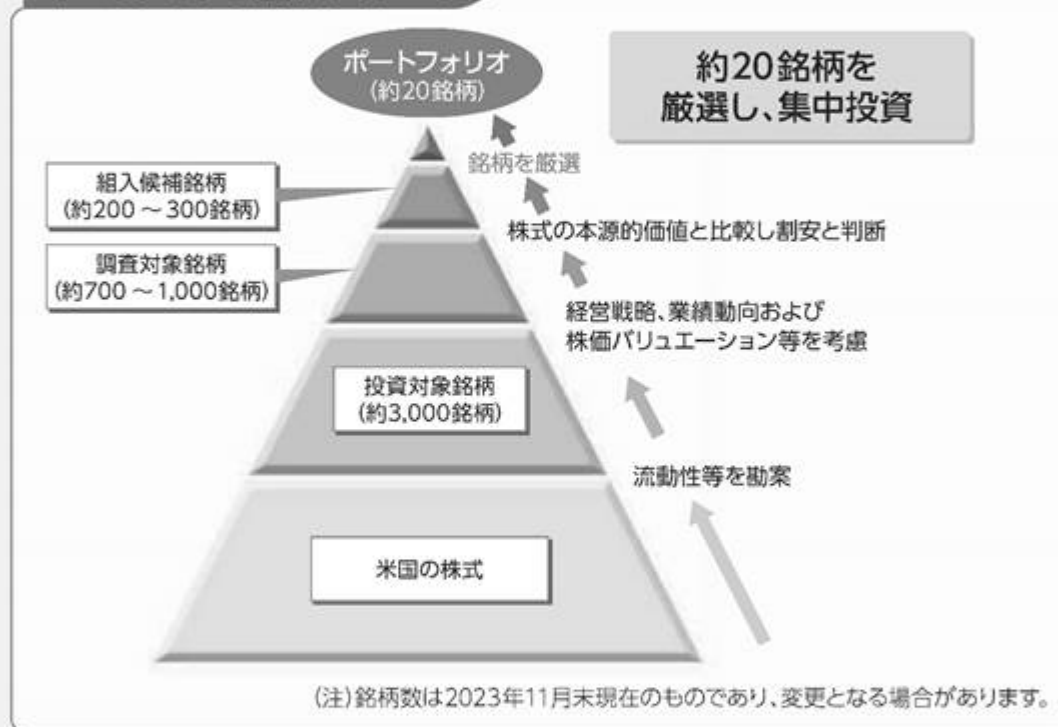 ポートフォリオ
(約20銘柄)
約20銘柄を
厳選し、集中投資
銘柄を厳選
組入候補銘柄
(約200～300銘柄)
株式の本源的価値と比較し割安と判断
調査対象銘柄
(約700～1,000銘柄)
経営戦略、業績動向および
株価バリュエーション等を考慮
投資対象銘柄
(約3,000銘柄)
流動性等を勘案
米国の株式
(注)銘柄数は2023年11月末現在のものであり、変更となる場合があります。